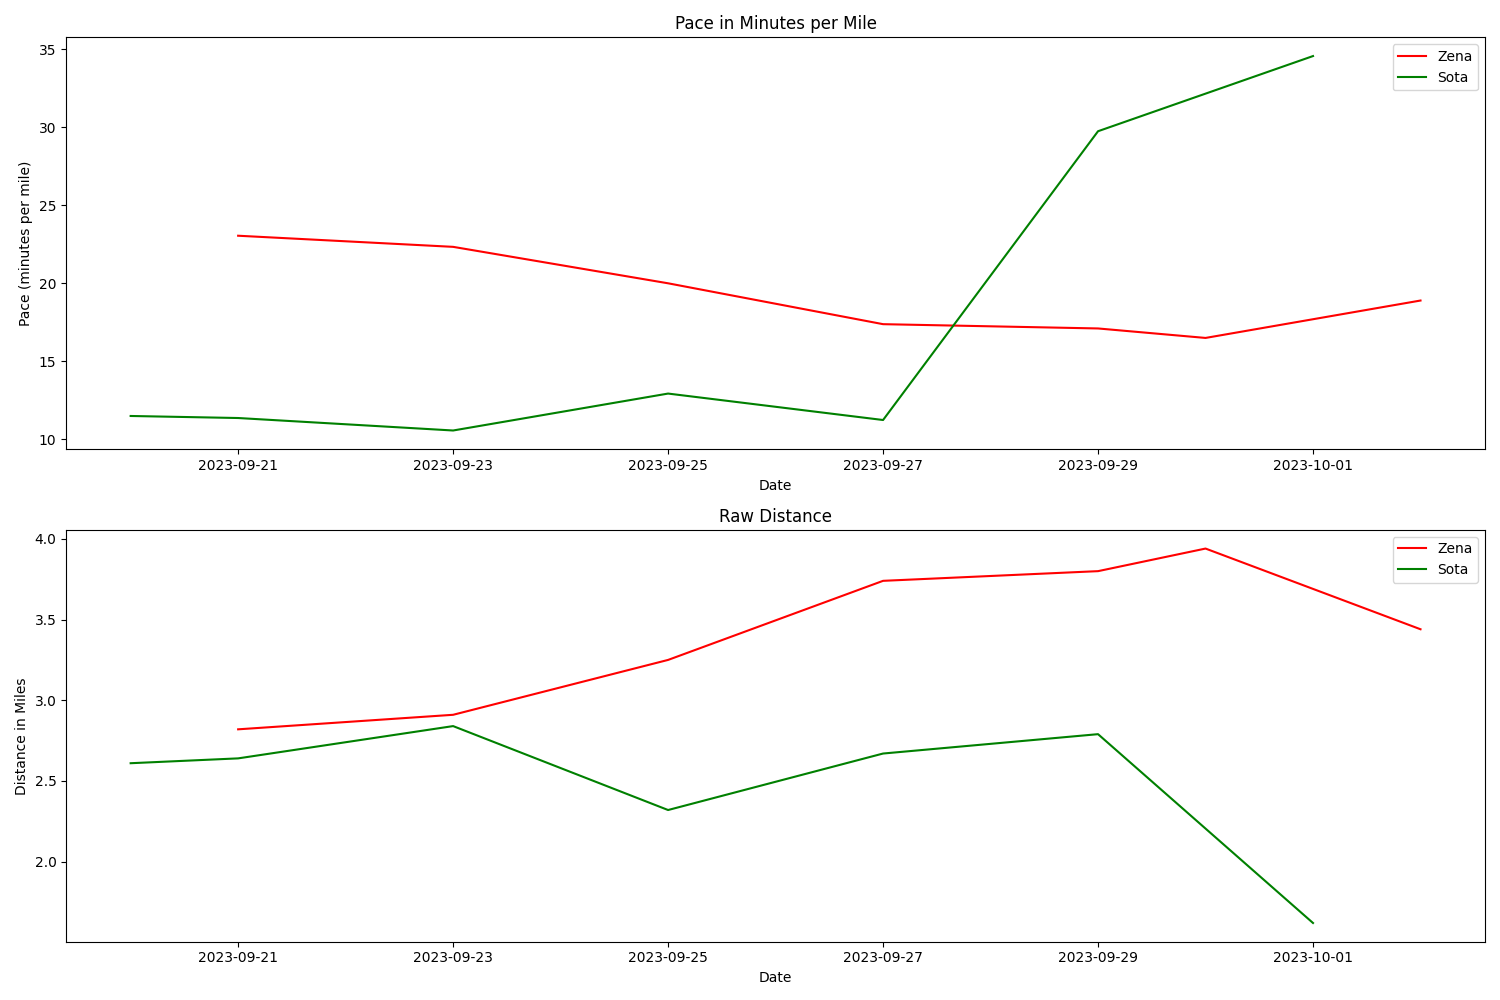 Pace in Minutes per Mile
Zena
Sota
35
30
25
20
15
10
Pace (minutes per mile)
2023-09-21 2023-09-23 2023-09-25 2023-09-27 2023-09-29 2023-10-01
Date
Raw Distance
Zena
Sota
4.0
3.5
3.0
2.5
2.0
Distance in Miles
2023-09-21 2023-09-23 2023-09-25 2023-09-27 2023-09-29 2023-10-01
Date